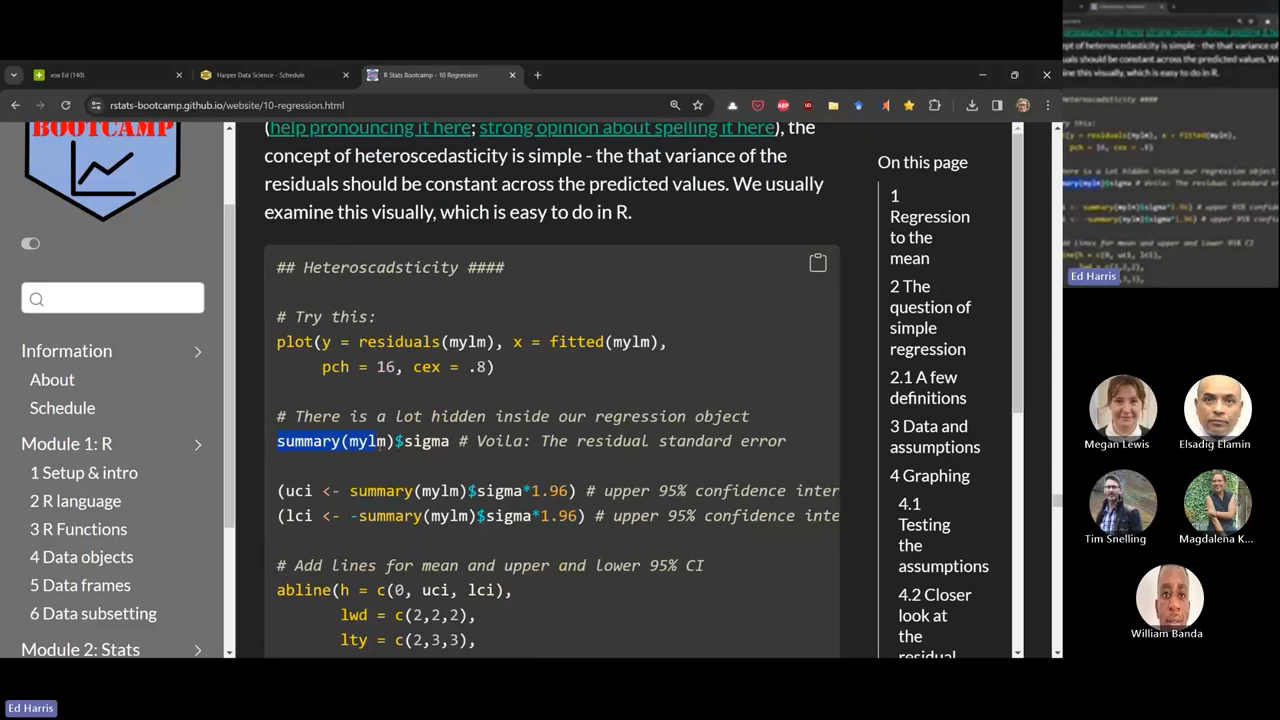 vox Ed (140)
Harper Data Science - Schedule
R Stats Bootcamp - 10 Regression
rstats-bootcamp.github.io/website/10-regression.html
BOOTCAMP
Information
About
Schedule
Module 1: R
1 Setup & intro
2 R language
3 R Functions
4 Data objects
5 Data frames
6 Data subsetting
Module 2: Stats
(help pronouncing it here; strong opinion about spelling it here), the
concept of heteroscedasticity is simple - the that variance of the
residuals should be constant across the predicted values. We usually
examine this visually, which is easy to do in R.
## Heteroscadsticity ####
# Try this:
plot(y = residuals(mylm), x = fitted(mylm),
pch = 16, cex = .8)
# There is a lot hidden inside our regression object
summary(mylm)$sigma # Voila: The residual standard error
(uci <- summary(mylm)$sigma*1.96) # upper 95% confidence inter
(lci <- -summary(mylm)$sigma*1.96) # upper 95% confidence inte
# Add lines for mean and upper and lower 95% CI
abline(h = c(0, uci, lci),
lwd = c(2,2,2),
lty = c(2,3,3),
On this page
1
Regression
to the
mean
2 The
question of
simple
regression
2.1 A few
definitions
3 Data and
assumptions
4 Graphing
4.1
Testing
the
assumptions
4.2 Closer
look at
the
residual
Ed Harris
Megan Lewis
Elsadig Elamin
Tim Snelling
Magdalena K...
William Banda
Ed Harris